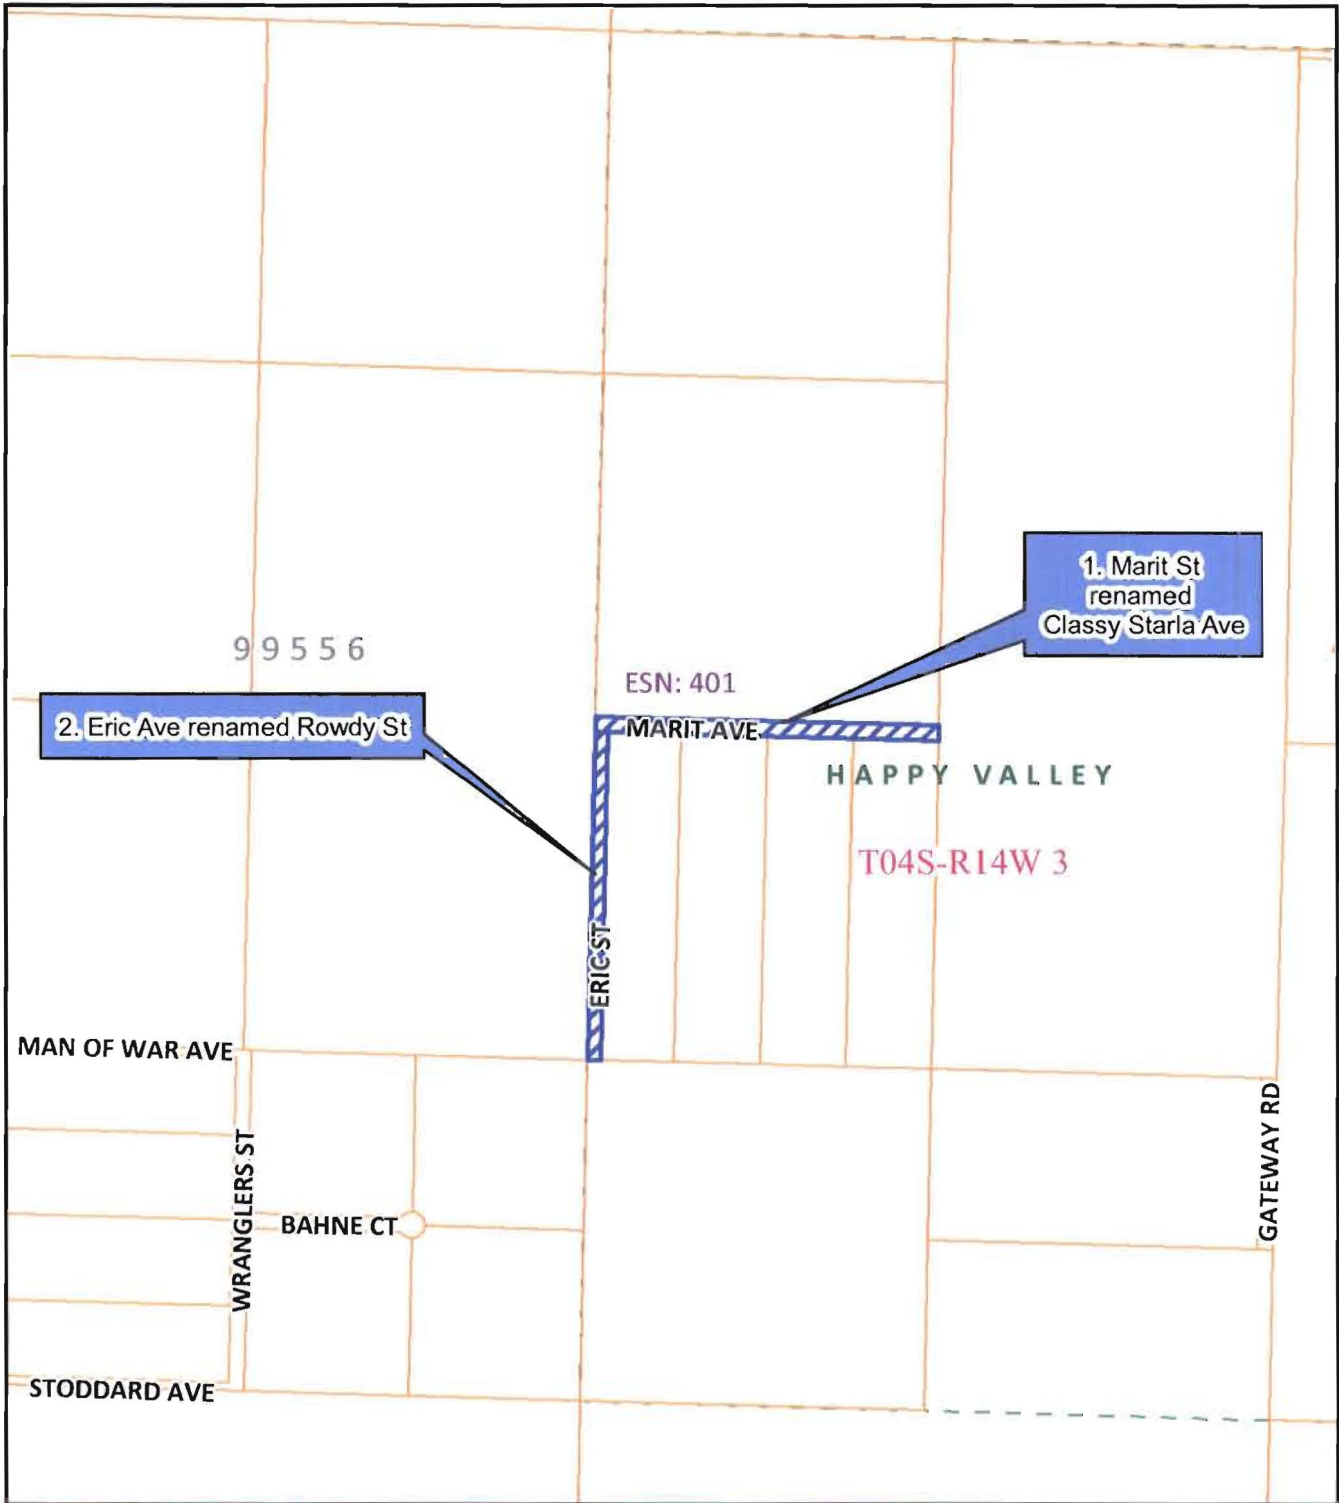 1. Marit St
renamed
Classy Starla Ave
99556
ESN: 401
2. Eric Ave renamed Rowdy St
MARIT AVE
HAPPY VALLEY
T04S-R14W 3
ERIC ST
MAN OF WAR AVE
GATEWAY RD
WRANGLERS ST
BAHNE CT
STODDARD AVE